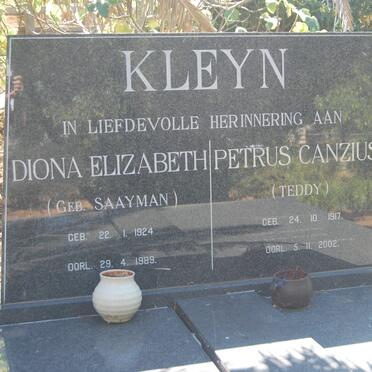 KLEYN
IN LIEFDEVOLLE HERINNERING AAN
DIONA ELIZABETH
(GEB. SAAYMAN)
GEB. 22. 1. 1924
OORL. 29. 4. 1989.
PETRUS CANZIUS
(TEDDY)
GEB. 24. 10. 1917.
OORL. 5. 11. 2002.